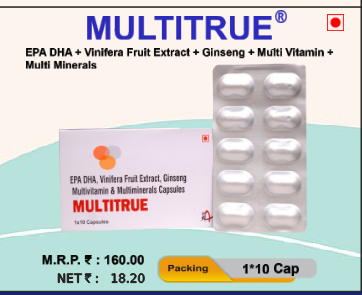 MULTITRUE®
EPA DHA + Vinifera Fruit Extract + Ginseng + Multi Vitamin +
Multi Minerals
EPA DHA, Vinifera Fruit Extract, Ginseng
Multivitamin & Multiminerals Capsules
MULTITRUE
1x10 Capsules
M.R.P. ₹ : 160.00
NET ₹ : 18.20
Packing
1*10 Cap